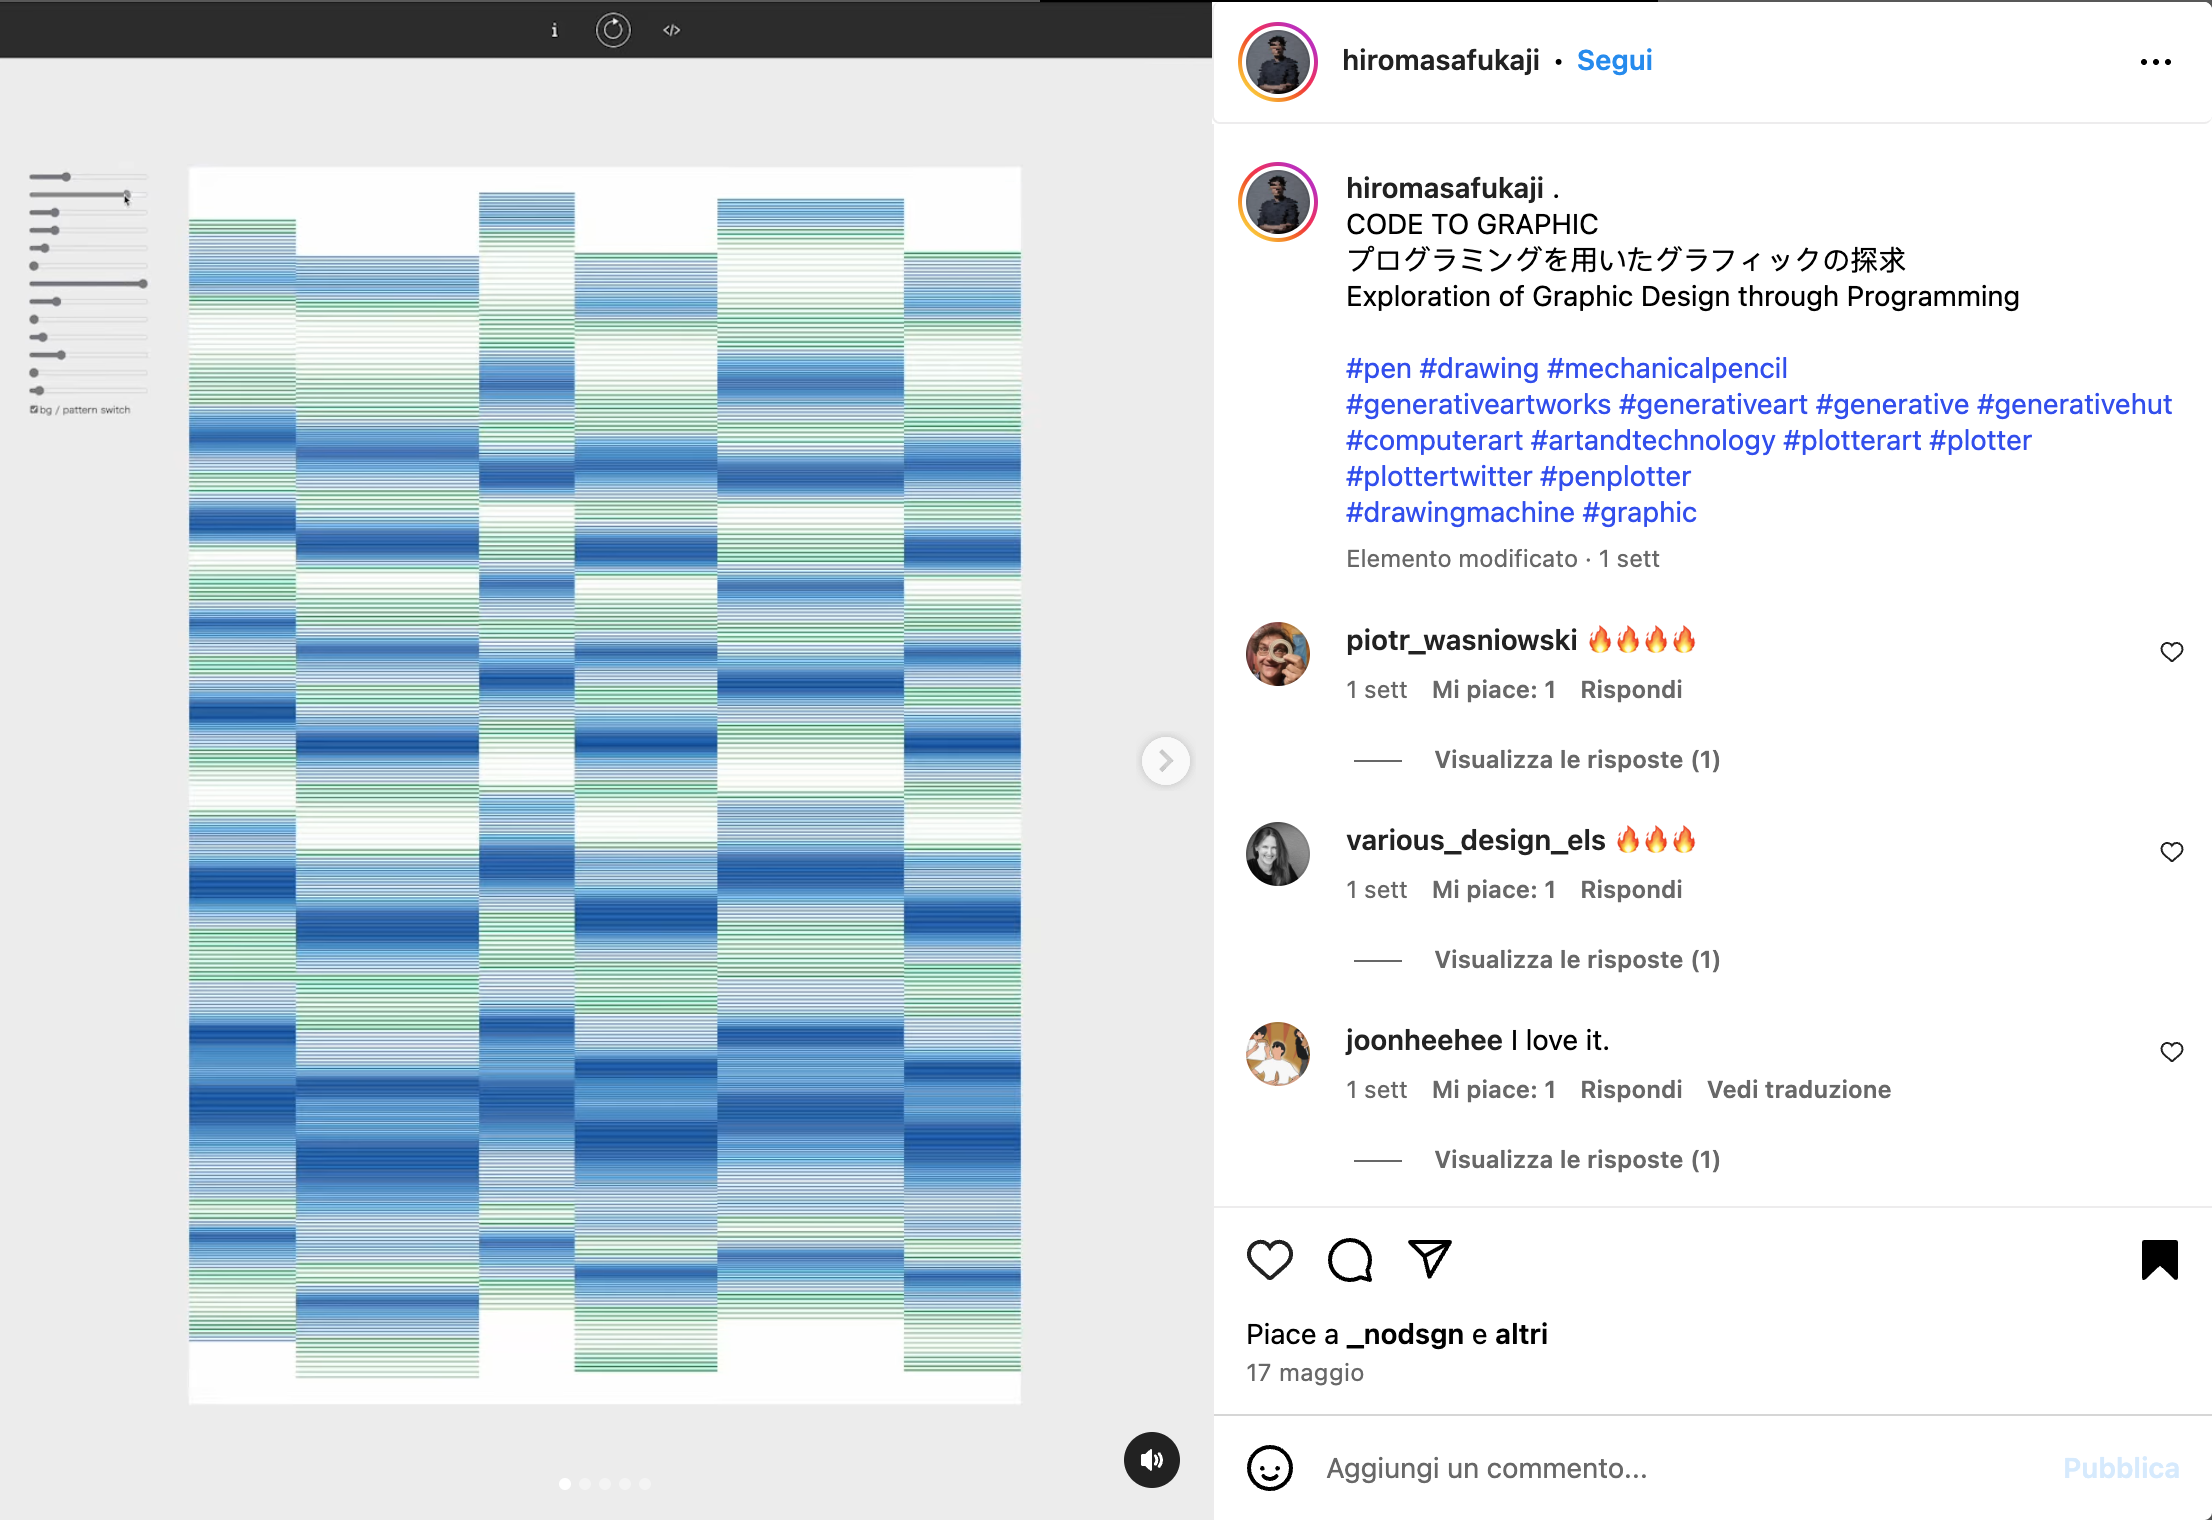 i
</>
bg / pattern switch
hiromasafukaji • Segui
hiromasafukaji .
CODE TO GRAPHIC
プログラミングを用いたグラフィックの探求
Exploration of Graphic Design through Programming
#pen #drawing #mechanicalpencil
#generativeartworks #generativeart #generative #generativehut
#computerart #artandtechnology #plotterart #plotter
#plottertwitter #penplotter
#drawingmachine #graphic
Elemento modificato · 1 sett
piotr_wasniowski 🔥🔥🔥🔥
1 sett Mi piace: 1 Rispondi
Visualizza le risposte (1)
various_design_els 🔥🔥🔥
1 sett Mi piace: 1 Rispondi
Visualizza le risposte (1)
joonheehee I love it.
1 sett Mi piace: 1 Rispondi Vedi traduzione
Visualizza le risposte (1)
Piace a _nodsgn e altri
17 maggio
Aggiungi un commento...
Pubblica